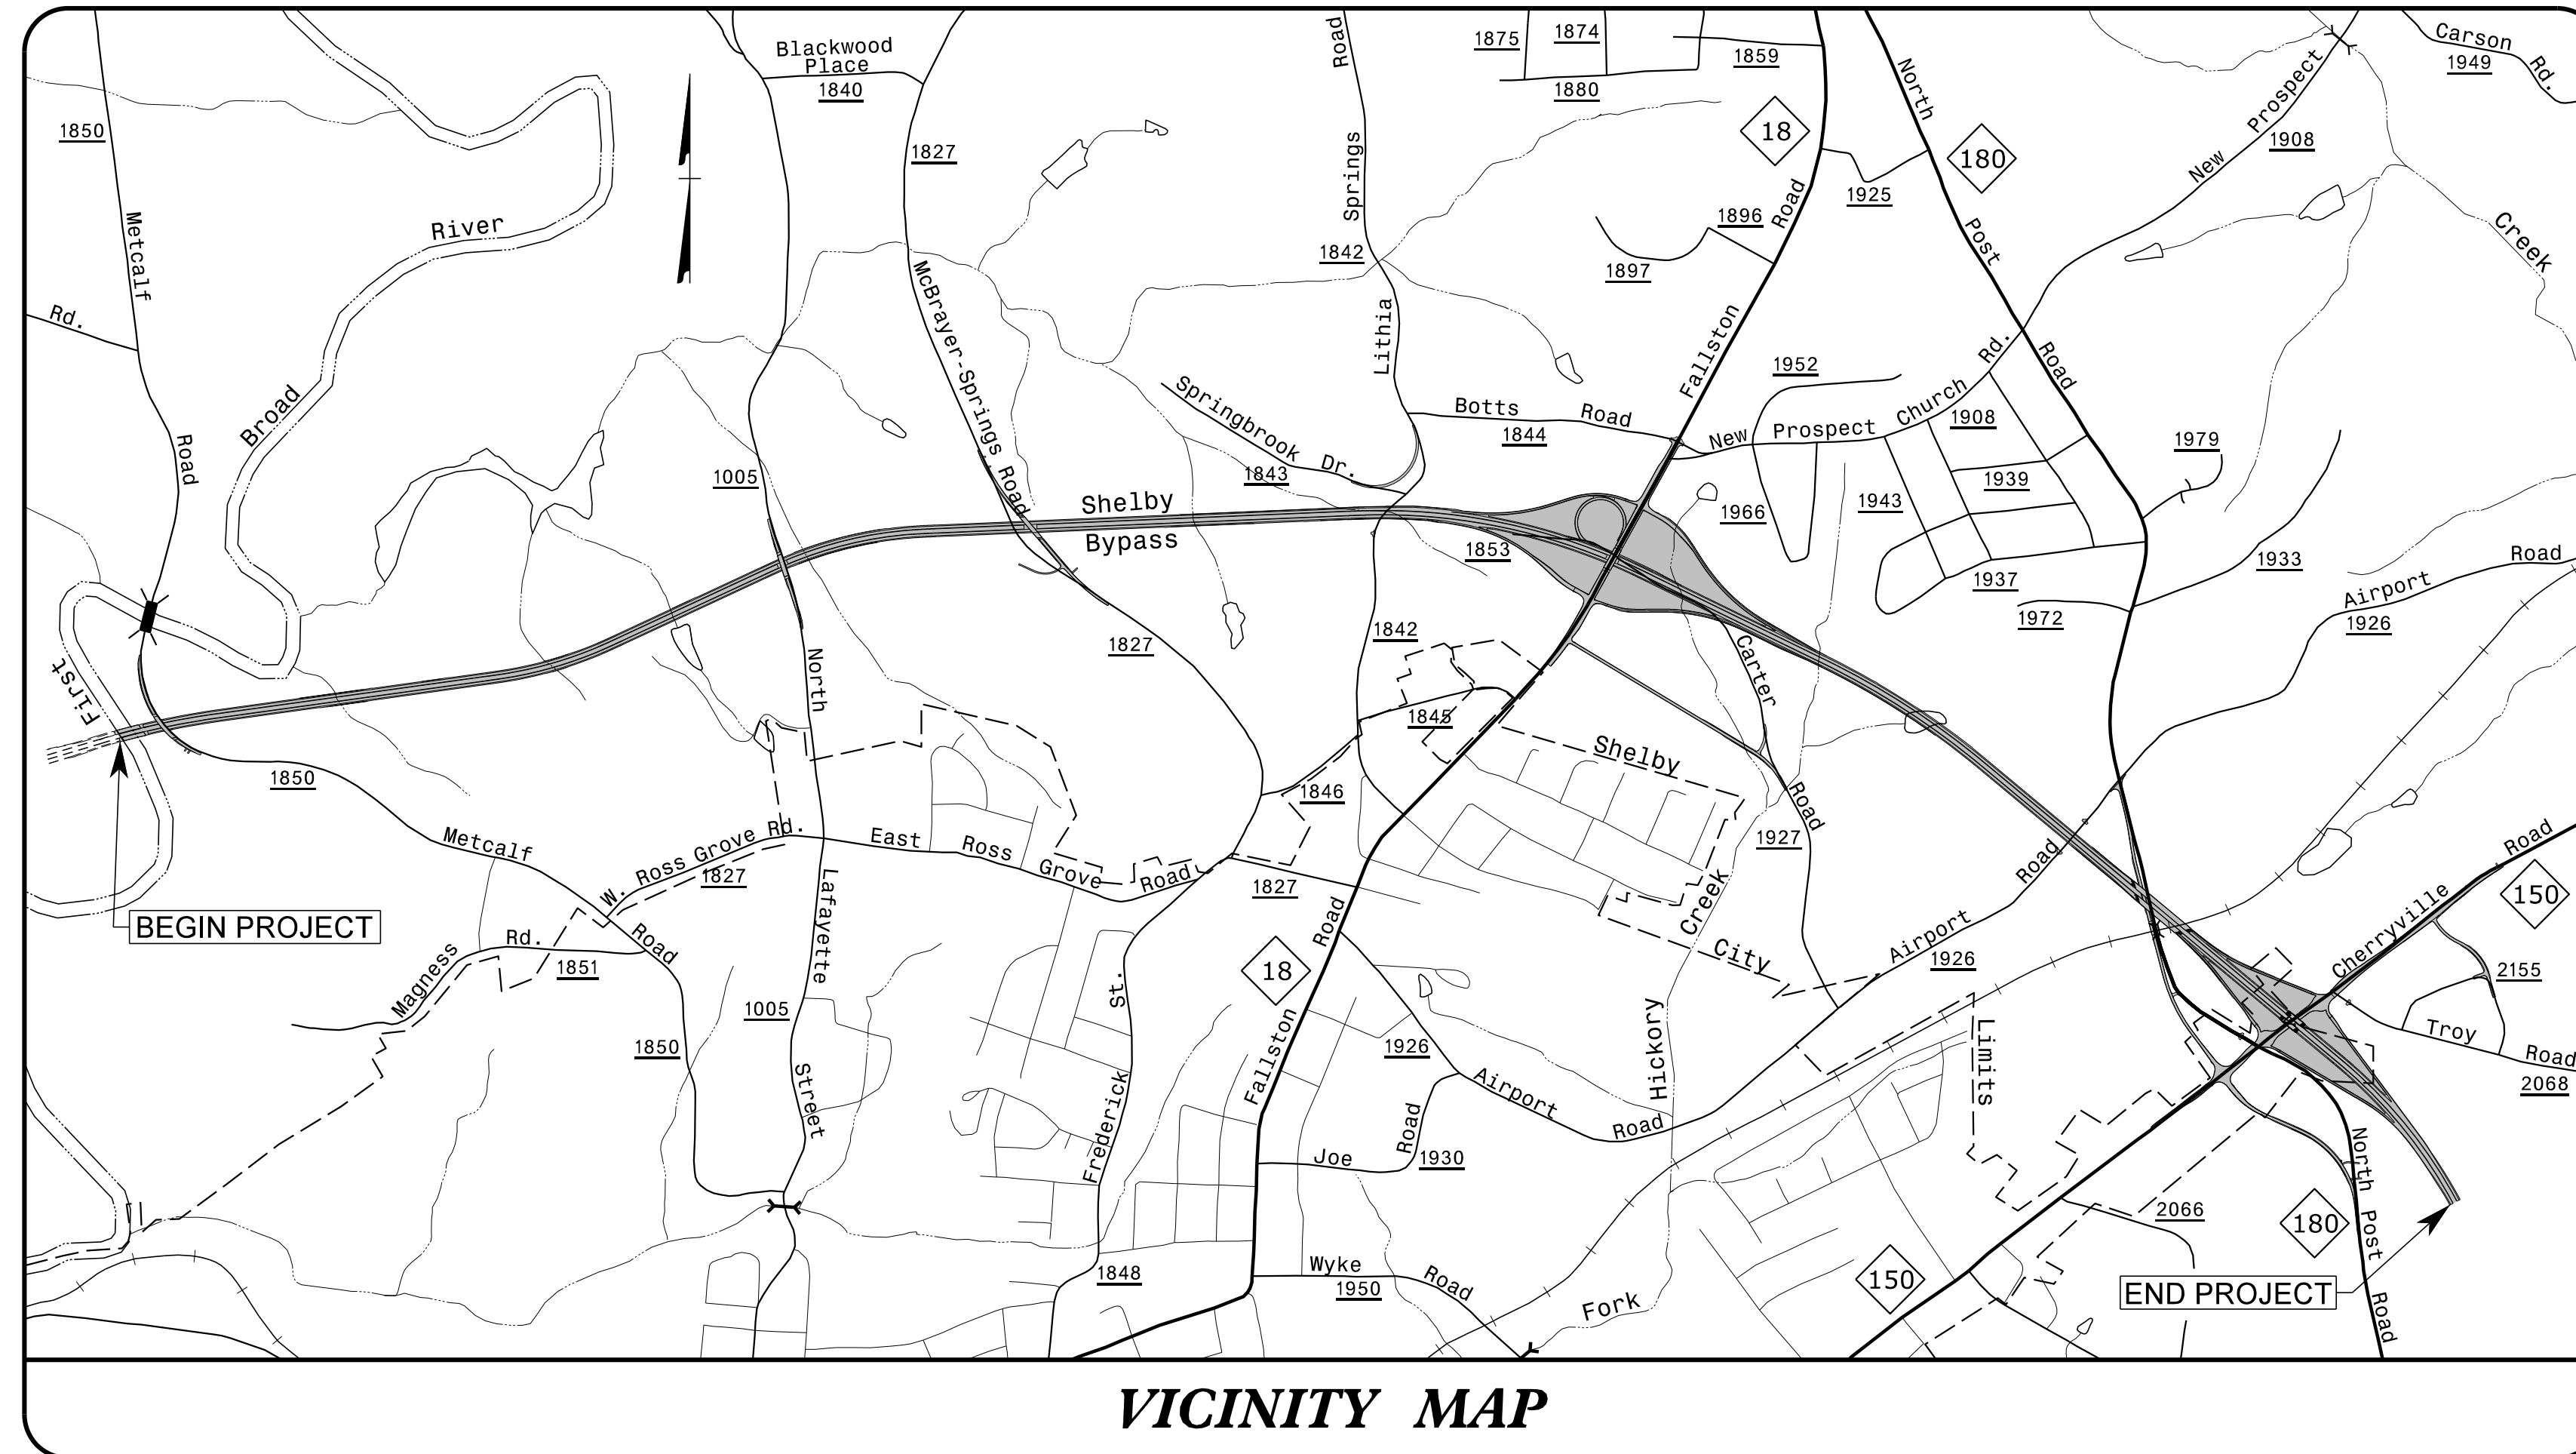 Blackwood
Place
1840
1850
1827
Road
1875
1874
1859
1880
18
North
180
New Prospect
1908
Carson Rd.
1949
Metcalf
River
Springs
1842
1925
1896
1897
Road
Post
Creek
Rd.
Broad
McBrayer-Springs Road
Lithia
Fallston
1952
Road
Road
Springbrook Dr.
1843
Botts Road
1844
New Prospect Church Rd.
1908
1979
1005
Shelby
Bypass
1853
1966
1943
1939
1937
1933
1972
Airport Road
1926
First
North
1827
1842
1845
Carter
1850
1846
Shelby
Road
1927
Metcalf
W. Ross Grove Rd.
1827
East Ross Grove Road
1827
Road
Cherryville Road
150
BEGIN PROJECT
Magness Rd.
1851
Road
Lafayette
St.
18
Road
Creek
City
Airport
1926
2155
1005
1850
Street
Frederick
Fallston
1926
Airport
Road
Hickory
Limits
Troy
Road
2068
Joe Road
1930
2066
180
North Post
Road
1848
Wyke Road
1950
Fork
150
END PROJECT
VICINITY MAP